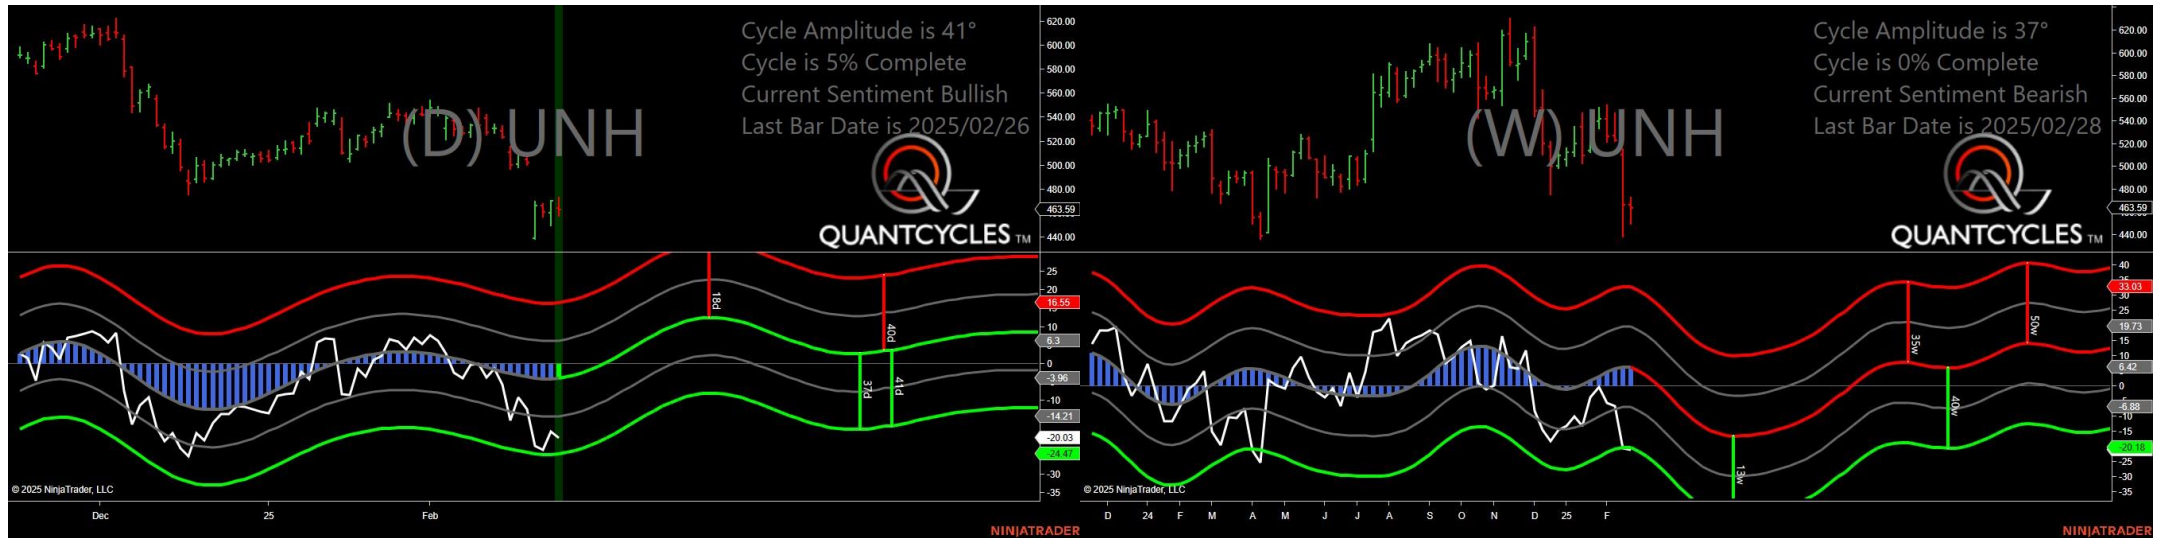 Cycle Amplitude is 41°
Cycle is 5% Complete
Current Sentiment Bullish
Last Bar Date is 2025/02/26
(D) UNH
QUANTCYCLES TM
620.00
600.00
580.00
560.00
540.00
520.00
500.00
480.00
463.59
440.00
25
20
16.55
10
6.3
0
-3.96
-10
-14.21
-20.03
-24.47
-30
-35
18d
40d
37d
41d
© 2025 NinjaTrader, LLC
Dec
25
Feb
NINJATRADER
Cycle Amplitude is 37°
Cycle is 0% Complete
Current Sentiment Bearish
Last Bar Date is 2025/02/28
(W) UNH
QUANTCYCLES TM
620.00
600.00
580.00
560.00
540.00
520.00
500.00
480.00
463.59
440.00
40
33.03
30
25
19.73
15
10
6.42
0
-6.88
-10
-15
-20.18
-25
-30
-35
35w
50w
40w
13w
© 2025 NinjaTrader, LLC
D 24 F M A M J J A S O N D 25 F
NINJATRADER